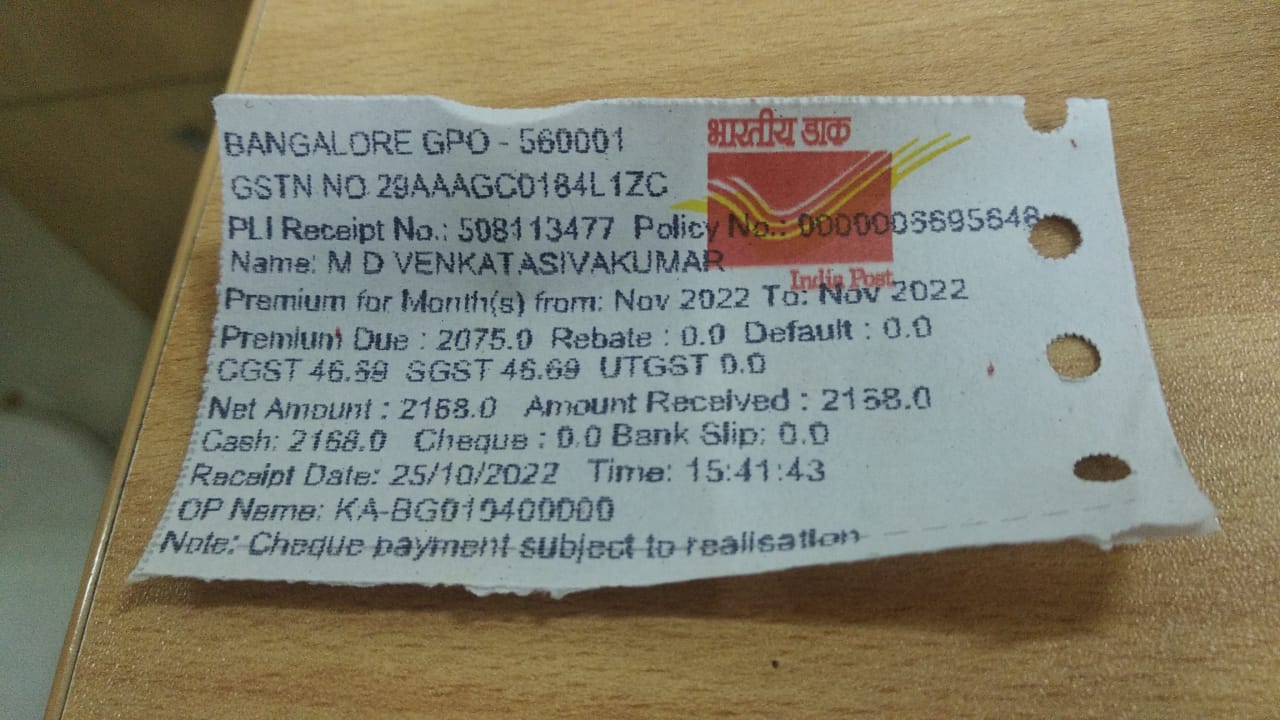 भारतीय डाक
BANGALORE GPO - 560001
GSTN NO 29AAAGC0184L1ZC
PLI Receipt No.: 508113477 Policy No.: 0000006695648
Name: M D VENKATASIVAKUMAR
India Post
Premium for Month(s) from: Nov 2022 To: Nov 2022
Premium Due : 2075.0 Rebate : 0.0 Default : 0.0
CGST 46.69 SGST 46.69 UTGST 0.0
Net Amount : 2168.0 Amount Received : 2168.0
Cash: 2168.0 Cheque : 0.0 Bank Slip: 0.0
Receipt Date: 25/10/2022 Time: 15:41:43
OP Name: KA-BG010400000
Note: Cheque payment subject to realisation